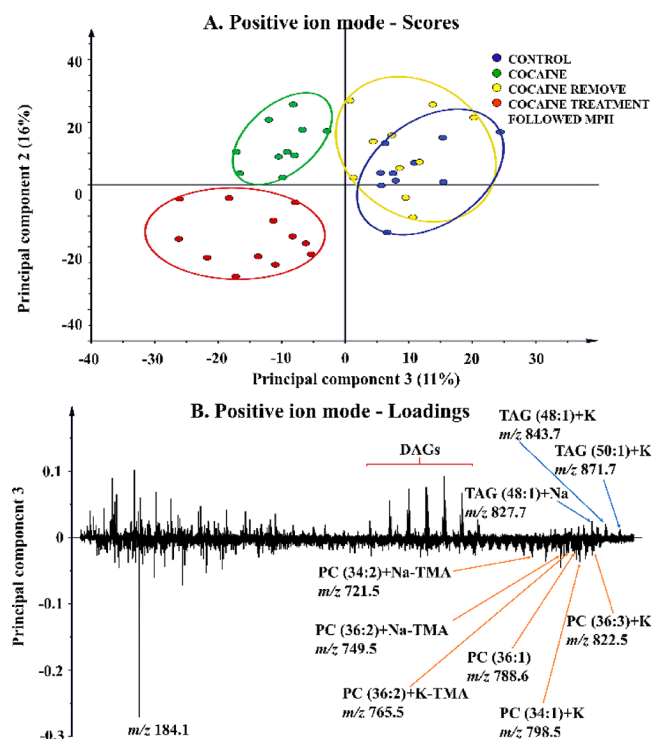 A. Positive ion mode - Scores
CONTROL
COCAINE
COCAINE REMOVE
COCAINE TREATMENT
FOLLOWED MPH
Principal component 2 (16%)
40
20
0
-20
-40
-40
-30
-20
-10
0
10
20
30
Principal component 3 (11%)
B. Positive ion mode - Loadings
TAG (48:1)+K
m/z 843.7
DAGs
TAG (50:1)+K
m/z 871.7
TAG (48:1)+Na
m/z 827.7
Principal component 3
0.1
0
-0.1
-0.2
-0.3
PC (34:2)+Na-TMA
m/z 721.5
PC (36:2)+Na-TMA
m/z 749.5
PC (36:1)
m/z 788.6
PC (36:3)+K
m/z 822.5
PC (36:2)+K-TMA
m/z 765.5
PC (34:1)+K
m/z 798.5
m/z 184.1